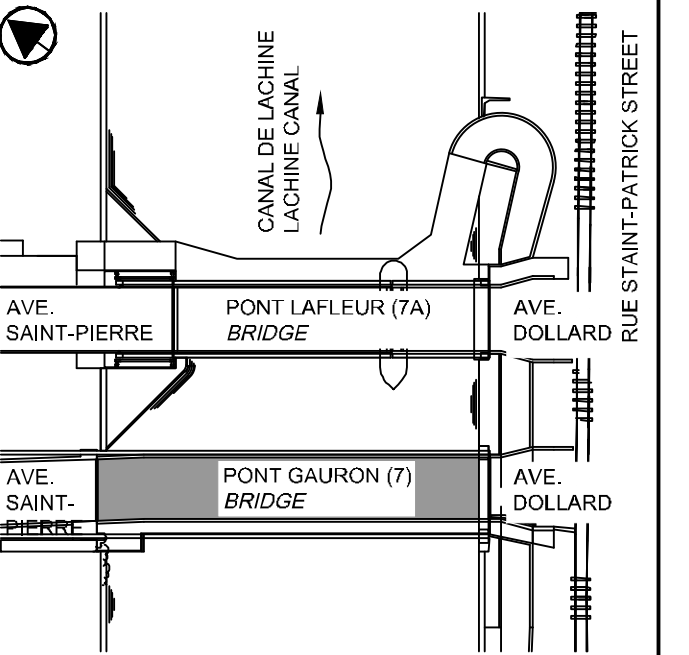 CANAL DE LACHINE
LACHINE CANAL
RUE STAINT-PATRICK STREET
AVE.
SAINT-PIERRE
PONT LAFLEUR (7A)
BRIDGE
AVE.
DOLLARD
AVE.
SAINT-
PIERRE
PONT GAURON (7)
BRIDGE
AVE.
DOLLARD